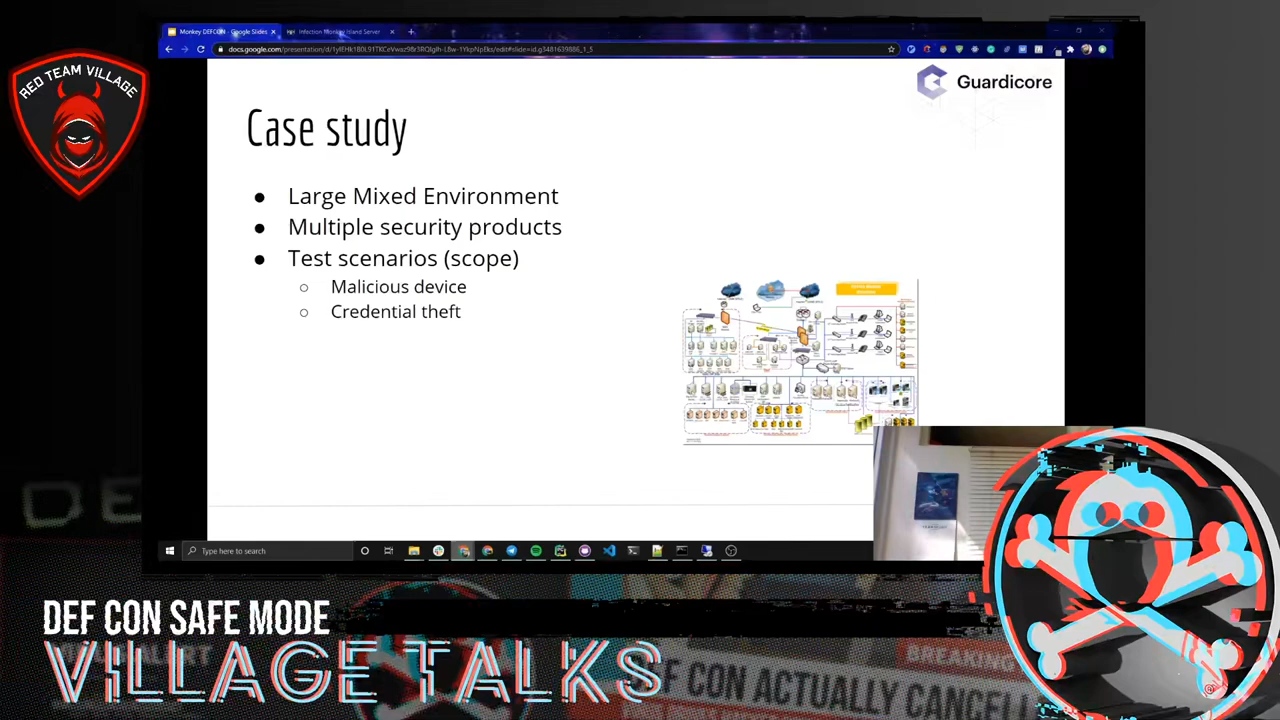 Monkey DEFCON - Google Slides
Infection Monkey Island Server
RED TEAM VILLAGE
Guardicore
Case study
● Large Mixed Environment
● Multiple security products
● Test scenarios (scope)
○ Malicious device
○ Credential theft
Type here to search
DEF CON SAFE MODE
VILLAGE TALKS
DEF CON ACTUALLY CANCEL
BREAKING